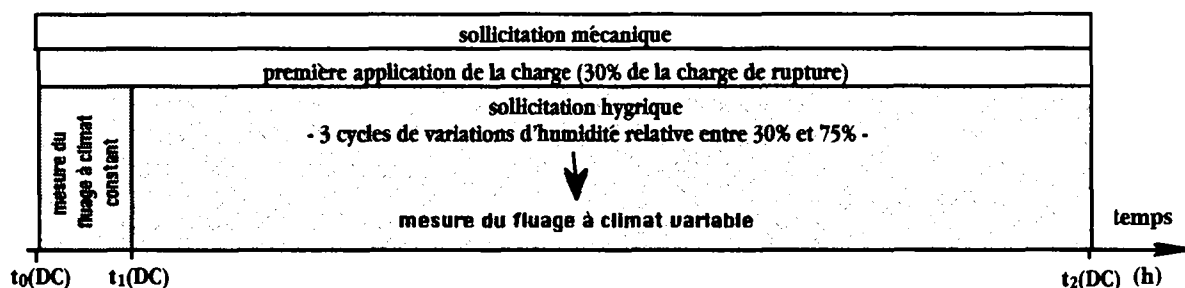 sollicitation mécanique
première application de la charge (30% de la charge de rupture)
sollicitation hygrique
- 3 cycles de variations d'humidité relative entre 30% et 75% -
mesure du
fluage à climat
constant
mesure du fluage à climat variable
temps
t0(DC)
t1(DC)
t2(DC)
(h)